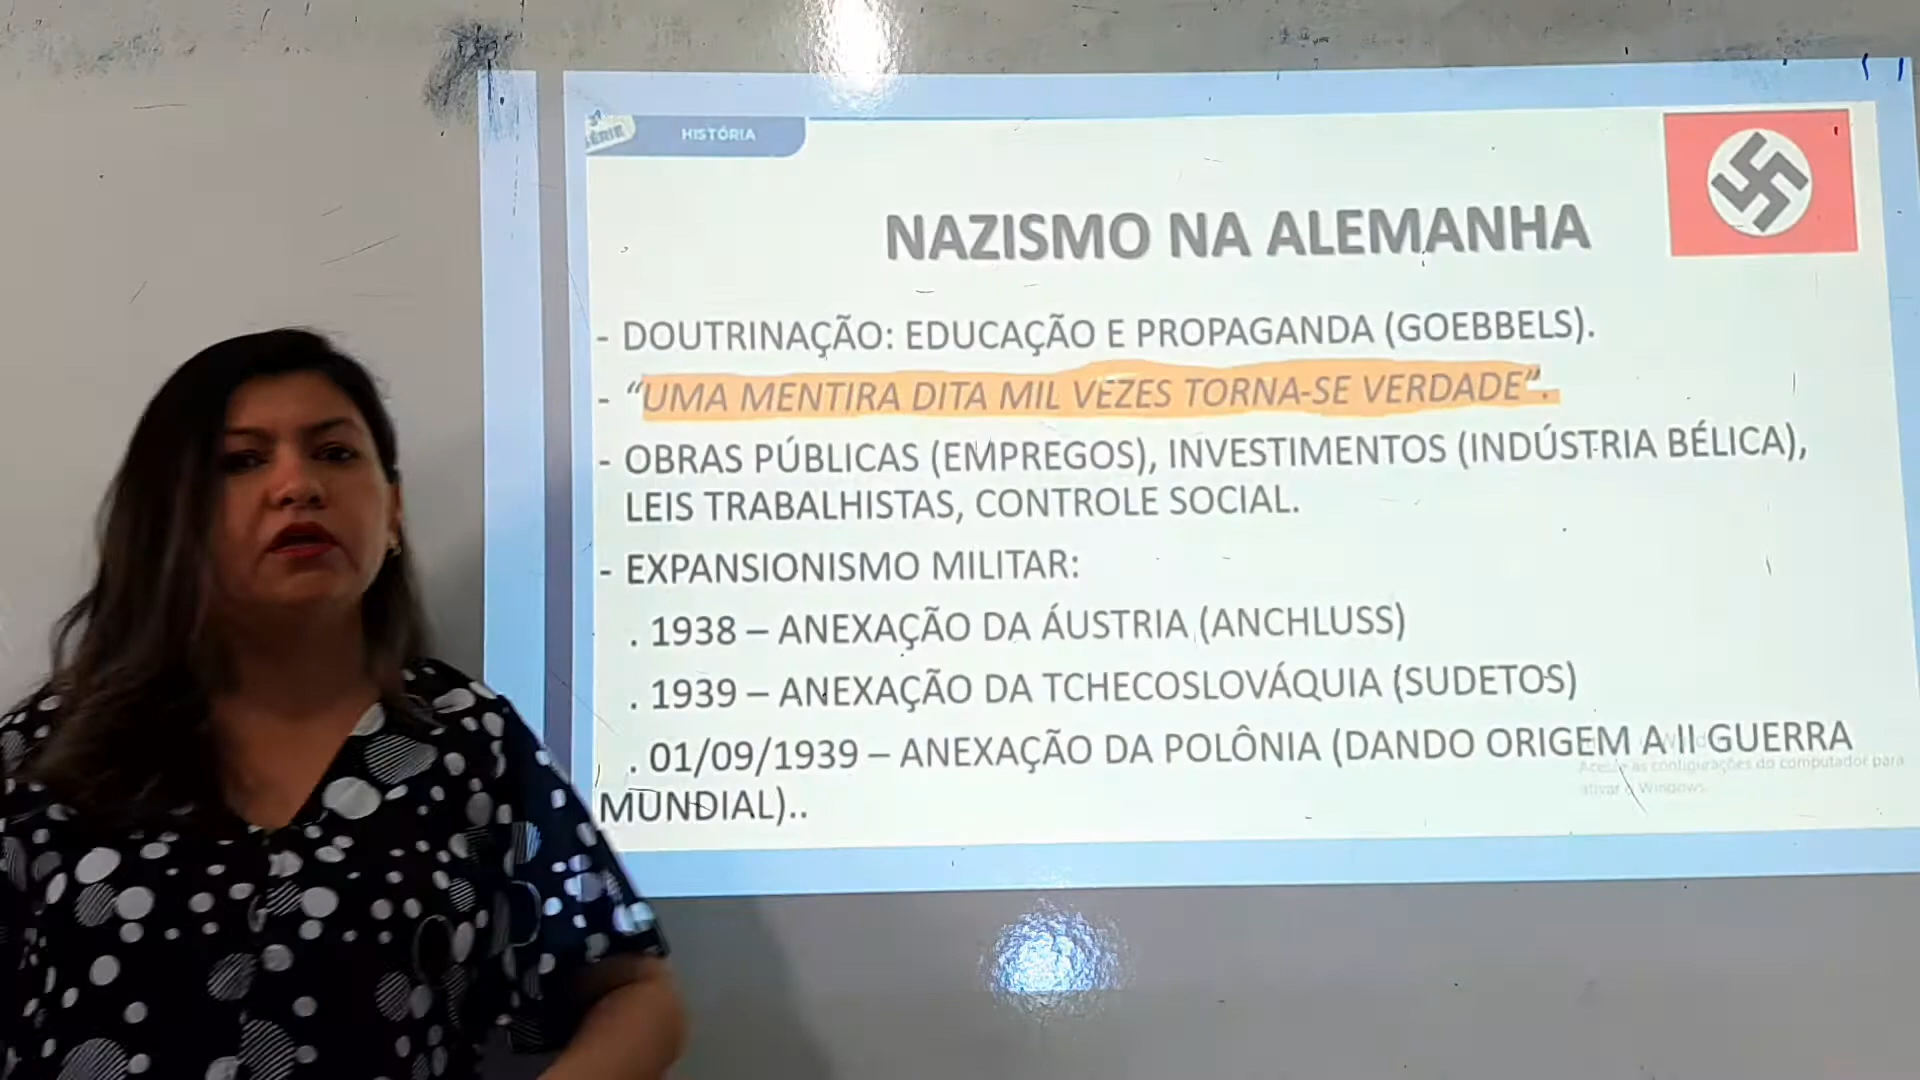 3ª
SÉRIE
HISTÓRIA
NAZISMO NA ALEMANHA
- DOUTRINAÇÃO: EDUCAÇÃO E PROPAGANDA (GOEBBELS).
- “UMA MENTIRA DITA MIL VEZES TORNA-SE VERDADE”.
- OBRAS PÚBLICAS (EMPREGOS), INVESTIMENTOS (INDÚSTRIA BÉLICA),
LEIS TRABALHISTAS, CONTROLE SOCIAL.
- EXPANSIONISMO MILITAR:
. 1938 – ANEXAÇÃO DA ÁUSTRIA (ANCHLUSS)
. 1939 – ANEXAÇÃO DA TCHECOSLOVÁQUIA (SUDETOS)
. 01/09/1939 – ANEXAÇÃO DA POLÔNIA (DANDO ORIGEM A II GUERRA
MUNDIAL)..
Acesse as configurações do computador para
ativar o Windows.